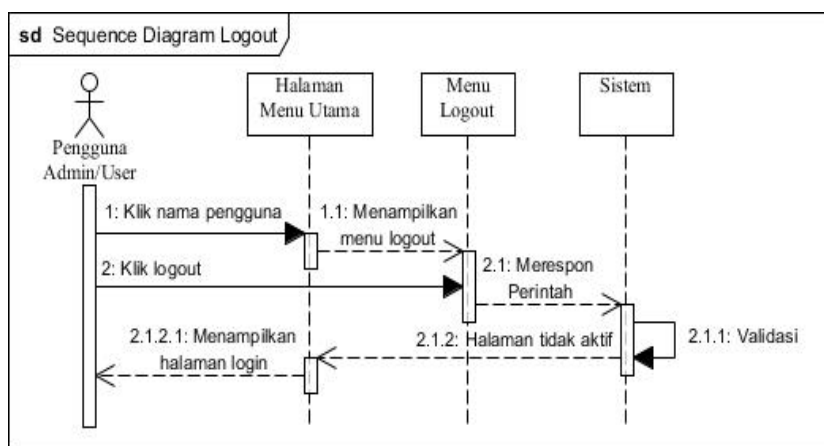 sd Sequence Diagram Logout
Halaman
Menu Utama
Menu
Logout
Sistem
Pengguna
Admin/User
1: Klik nama pengguna
1.1: Menampilkan
menu logout
2: Klik logout
2.1: Merespon
Perintah
2.1.1: Validasi
2.1.2: Halaman tidak aktif
2.1.2.1: Menampilkan
halaman login